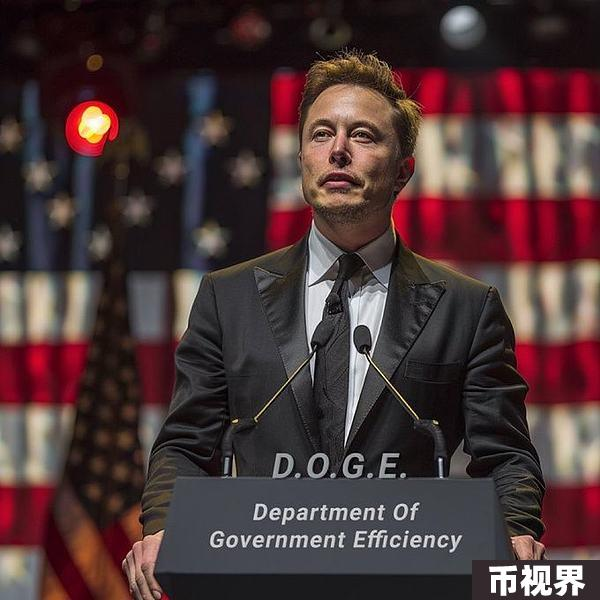 D.O.G.E.
Department Of
Government Efficiency
币视界